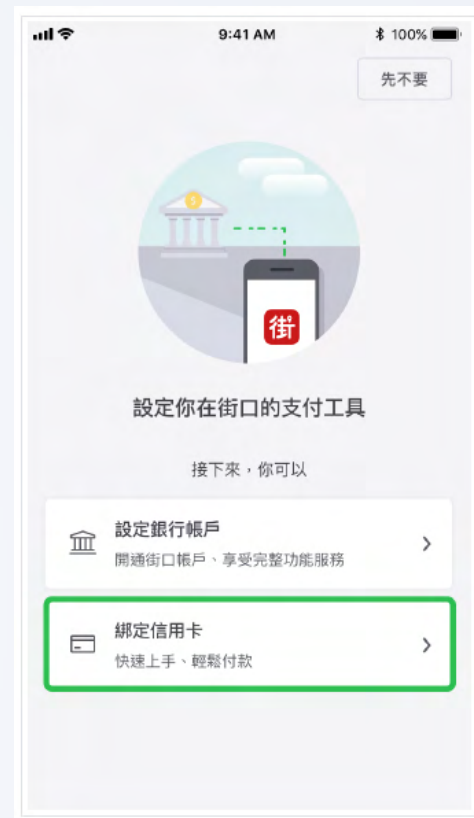 9:41 AM
100%
先不要
$
街
設定你在街口的支付工具
接下來，你可以
設定銀行帳戶
開通街口帳戶、享受完整功能服務
綁定信用卡
快速上手、輕鬆付款